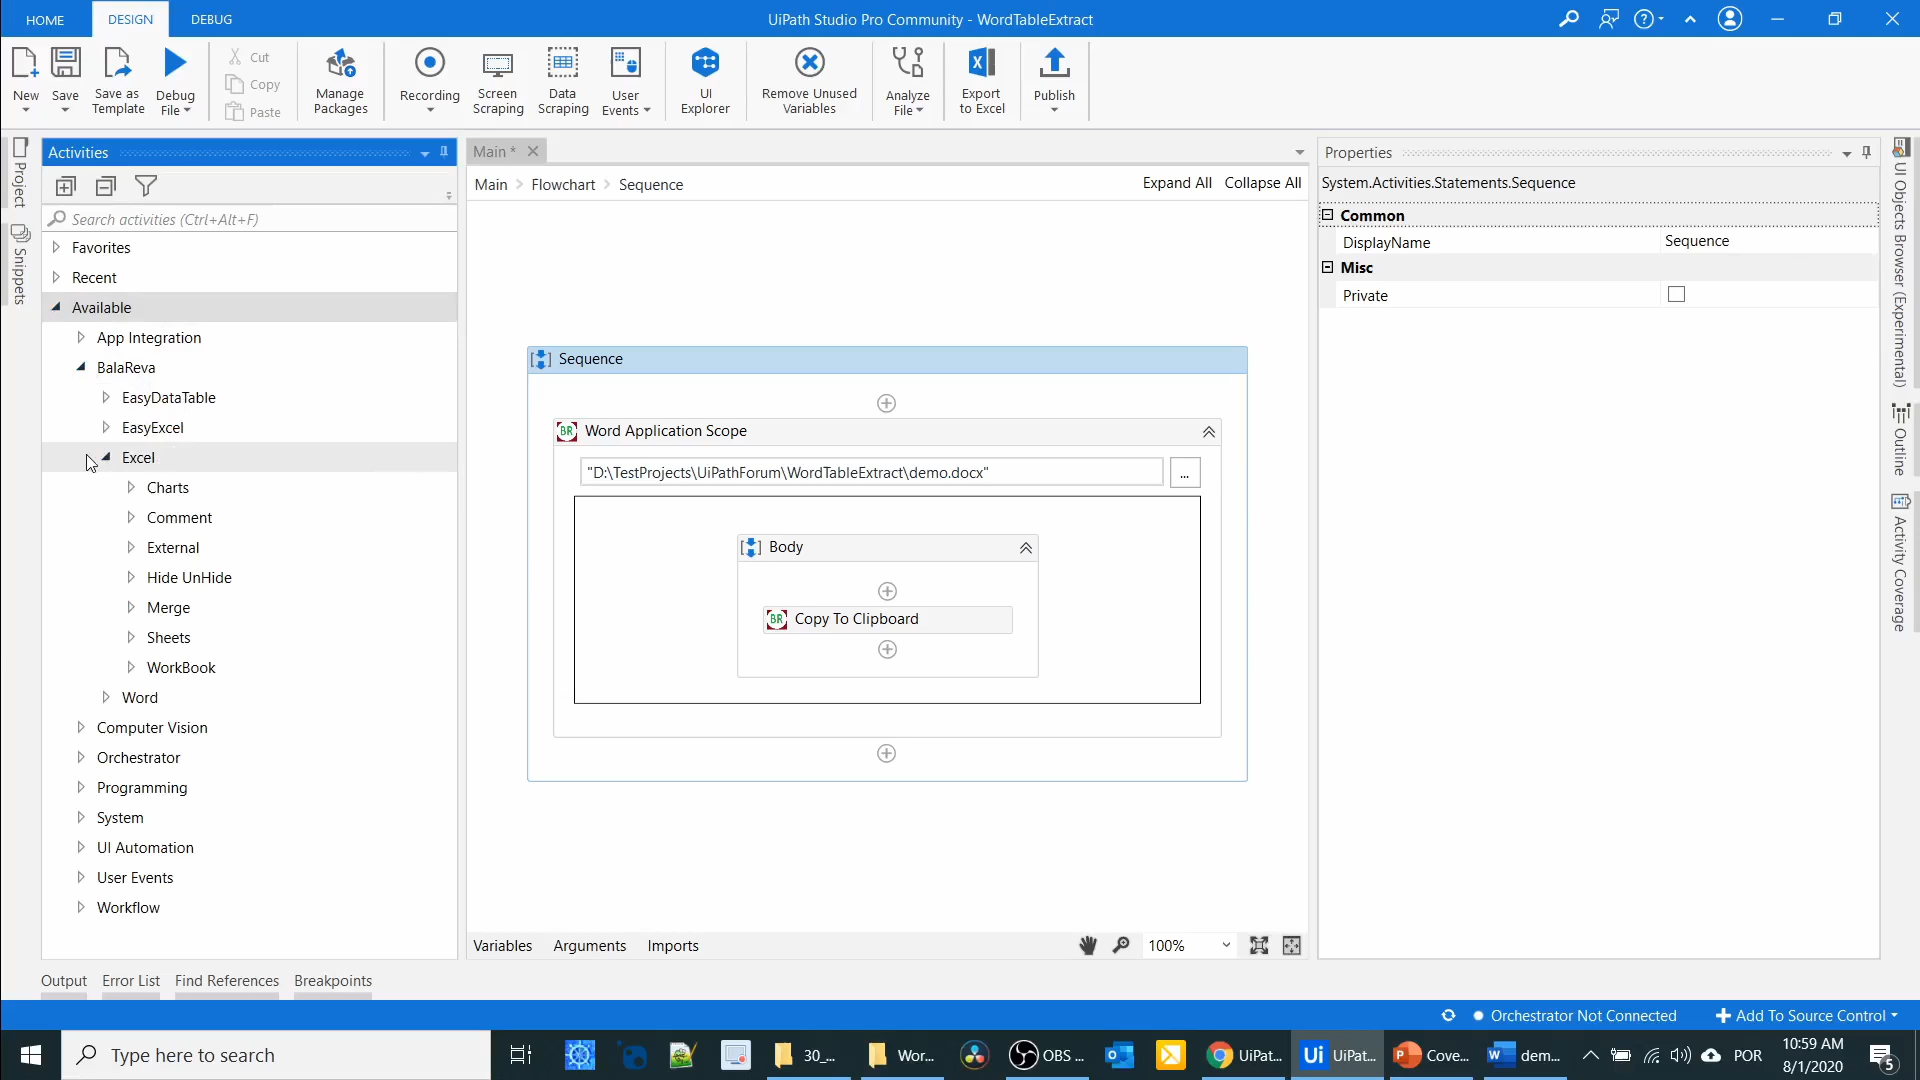 HOME
DESIGN
DEBUG
UiPath Studio Pro Community - WordTableExtract
New
Save
Save as
Template
Debug
File
Cut
Copy
Paste
Manage
Packages
Recording
Screen
Scraping
Data
Scraping
User
Events
UI
Explorer
Remove Unused
Variables
Analyze
File
Export
to Excel
Publish
Project
Snippets
Activities
Search activities (Ctrl+Alt+F)
Favorites
Recent
Available
App Integration
BalaReva
EasyDataTable
EasyExcel
Excel
Charts
Comment
External
Hide UnHide
Merge
Sheets
WorkBook
Word
Computer Vision
Orchestrator
Programming
System
UI Automation
User Events
Workflow
Main *
Main
Flowchart
Sequence
Expand All
Collapse All
Sequence
BR
Word Application Scope
"D:\TestProjects\UiPathForum\WordTableExtract\demo.docx"
...
Body
BR
Copy To Clipboard
Variables
Arguments
Imports
100%
Properties
System.Activities.Statements.Sequence
Common
DisplayName
Sequence
Misc
Private
UI Objects Browser (Experimental)
Outline
Activity Coverage
Output
Error List
Find References
Breakpoints
Orchestrator Not Connected
Add To Source Control
Type here to search
30_...
Wor...
OBS ...
UiPat...
Ui
UiPat...
Cove...
dem...
POR
10:59 AM
8/1/2020
5